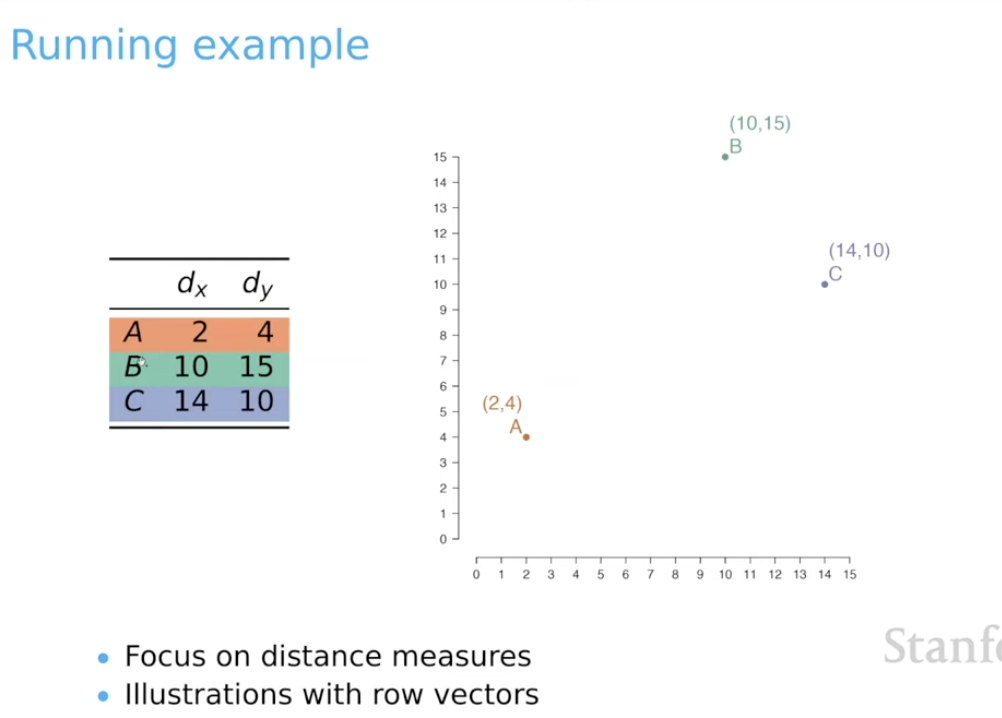 Running example
dx dy
A 2 4
B 10 15
C 14 10
(10,15)
B
(14,10)
C
(2,4)
A
15
14
13
12
11
10
9
8
7
6
5
4
3
2
1
0
0 1 2 3 4 5 6 7 8 9 10 11 12 13 14 15
• Focus on distance measures
• Illustrations with row vectors
Stanf